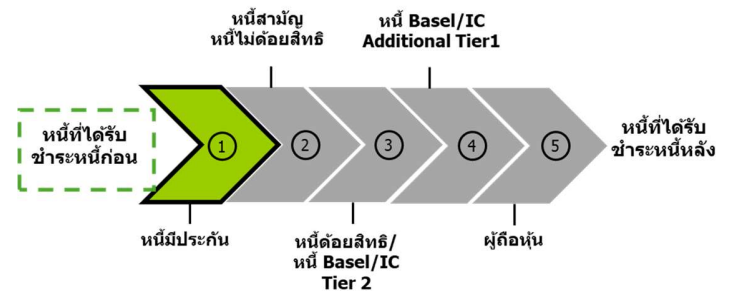 หนี้สามัญ
หนี้ไม่ด้อยสิทธิ
หนี้ Basel/IC
Additional Tier1
หนี้ที่ได้รับ
ชำระหนี้ก่อน
1
2
3
4
5
หนี้ที่ได้รับ
ชำระหนี้หลัง
หนี้มีประกัน
หนี้ด้อยสิทธิ/
หนี้ Basel/IC
Tier 2
ผู้ถือหุ้น